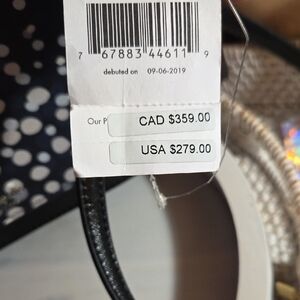 7 67883 44611 9
debuted on 09-06-2019
Our P
CAD $359.00
USA $279.00